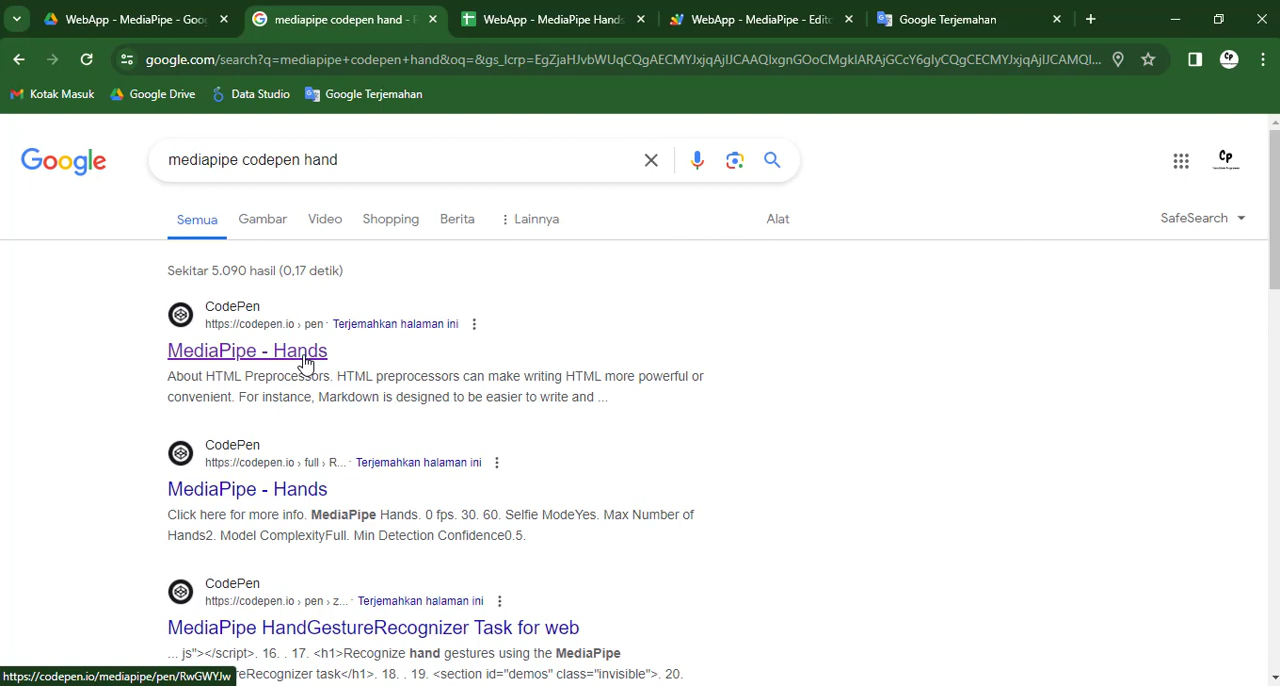 WebApp - MediaPipe - Goo
mediapipe codepen hand -
WebApp - MediaPipe Hands
WebApp - MediaPipe - Edit
Google Terjemahan
google.com/search?q=mediapipe+codepen+hand&oq=&gs_lcrp=EgZjaHJvbWUqCQgAECMYJxjqAjIJCAAQIxgnGOoCMgkIARAjGCcY6gIyCQgCECMYJxjqAjIJCAMQI...
Kotak Masuk
Google Drive
Data Studio
Google Terjemahan
Google
mediapipe codepen hand
Cp
Semua
Gambar
Video
Shopping
Berita
Lainnya
Alat
SafeSearch
Sekitar 5.090 hasil (0,17 detik)
CodePen
https://codepen.io › pen · Terjemahkan halaman ini
MediaPipe - Hands
About HTML Preprocessors. HTML preprocessors can make writing HTML more powerful or
convenient. For instance, Markdown is designed to be easier to write and ...
CodePen
https://codepen.io › full › R... · Terjemahkan halaman ini
MediaPipe - Hands
Click here for more info. MediaPipe Hands. 0 fps. 30. 60. Selfie ModeYes. Max Number of
Hands2. Model ComplexityFull. Min Detection Confidence0.5.
CodePen
https://codepen.io › pen › z... · Terjemahkan halaman ini
MediaPipe HandGestureRecognizer Task for web
... js"></script>. 16. . 17. <h1>Recognize hand gestures using the MediaPipe
eRecognizer task</h1>. 18. . 19. <section id="demos" class="invisible">. 20.
https://codepen.io/mediapipe/pen/RwGWYJw